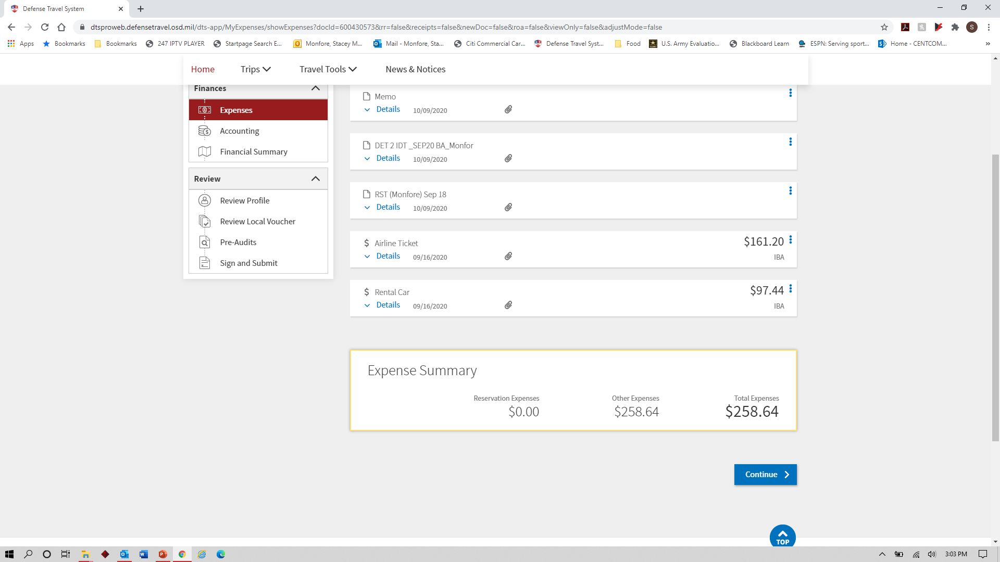 Defense Travel System
dtsproweb.defensetravel.osd.mil/dts-app/MyExpenses/showExpenses?docId=600430573&rr=false&receipts=false&newDoc=false&roa=false&viewOnly=false&adjustMode=false
S
Apps Bookmarks Bookmarks 247 IPTV PLAYER Startpage Search E... Monfore, Stacey M... Mail - Monfore, Sta... Citi Commercial Car... Defense Travel Syst... Food U.S. Army Evaluatio... Blackboard Learn ESPN: Serving sport... Home - CENTCOM... »
Home Trips Travel Tools News & Notices
Finances
Expenses
Accounting
Financial Summary
Review
Review Profile
Review Local Voucher
Pre-Audits
Sign and Submit
Memo
Details 10/09/2020
DET 2 IDT _SEP20 BA_Monfor
Details 10/09/2020
RST (Monfore) Sep 18
Details 10/09/2020
$ Airline Ticket $161.20
Details 09/16/2020 IBA
$ Rental Car $97.44
Details 09/16/2020 IBA
Expense Summary
Reservation Expenses Other Expenses Total Expenses
$0.00 $258.64 $258.64
Continue
TOP
3:03 PM